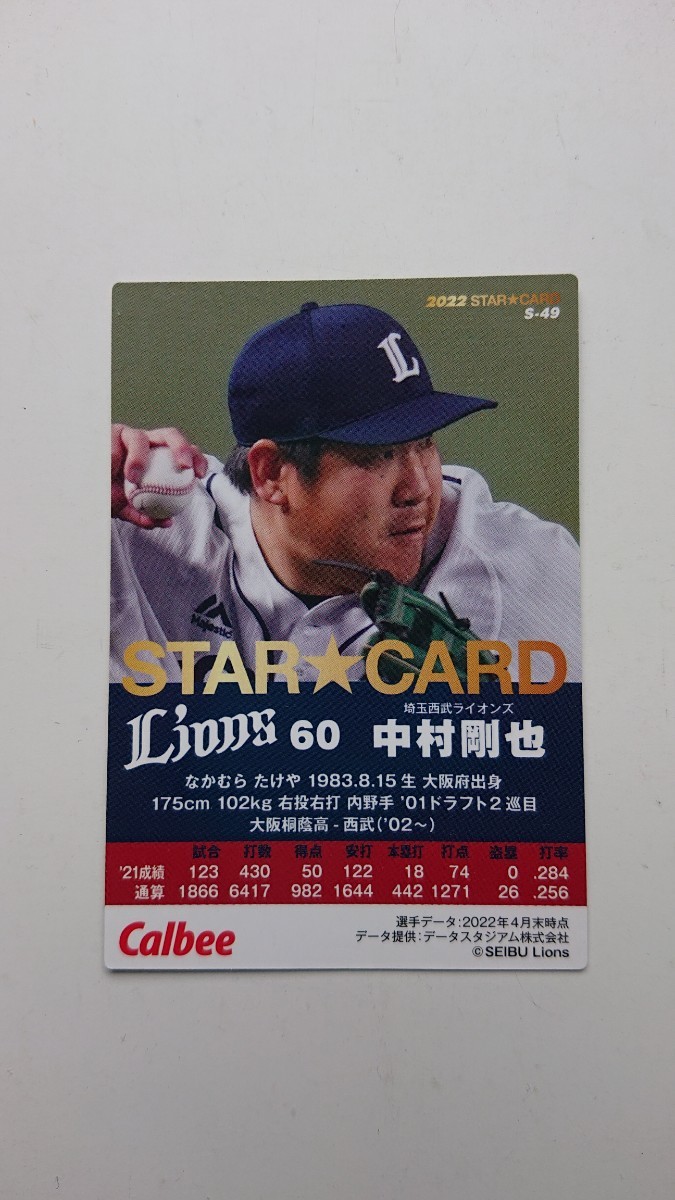 2022 STAR★CARD
S-49
L
Majestic
STAR★CARD
埼玉西武ライオンズ
Lions 60 中村剛也
なかむら たけや 1983.8.15 生 大阪府出身
175cm 102kg 右投右打 内野手 '01ドラフト2巡目
大阪桐蔭高-西武('02～)
試合 打数 得点 安打 本塁打 打点 盗塁 打率
'21成績 123 430 50 122 18 74 0 .284
通算 1866 6417 982 1644 442 1271 26 .256
Calbee
選手データ:2022年4月末時点
データ提供:データスタジアム株式会社
©SEIBU Lions